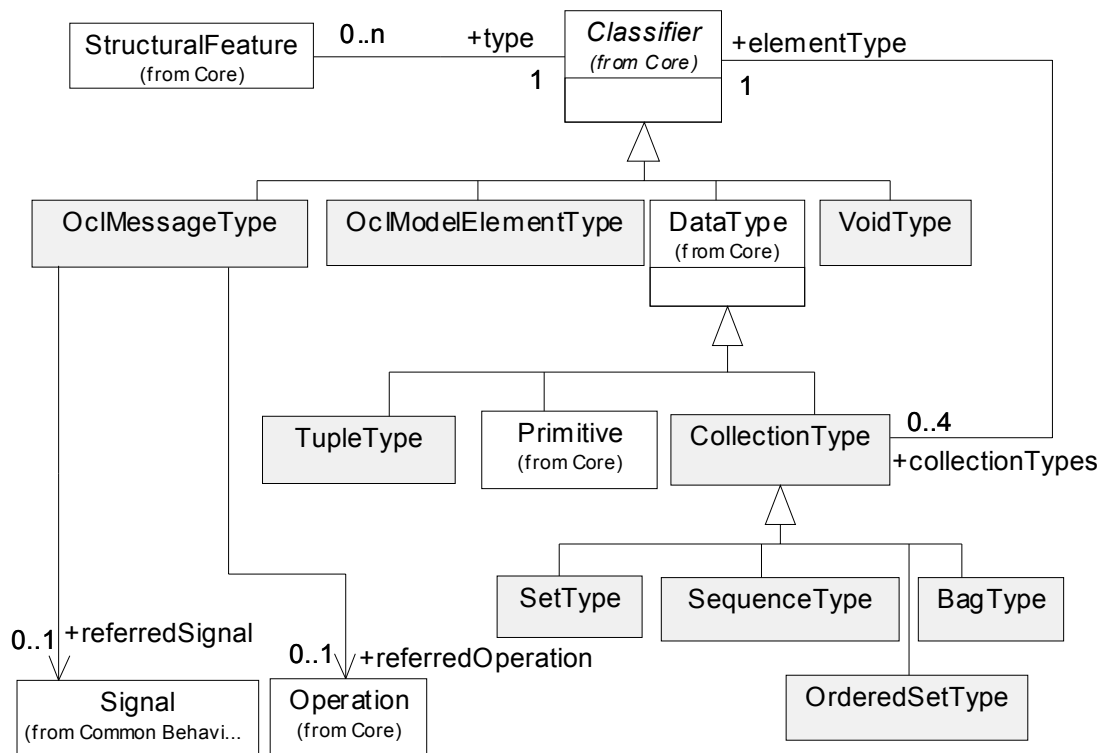 StructuralFeature
(from Core)
0..n
+type
1
Classifier
(from Core)
+elementType
1
OclMessageType
OclModelElementType
DataType
(from Core)
VoidType
TupleType
Primitive
(from Core)
CollectionType
0..4
+collectionTypes
SetType
SequenceType
BagType
OrderedSetType
0..1
+referredSignal
0..1
+referredOperation
Signal
(from Common Behavi...
Operation
(from Core)